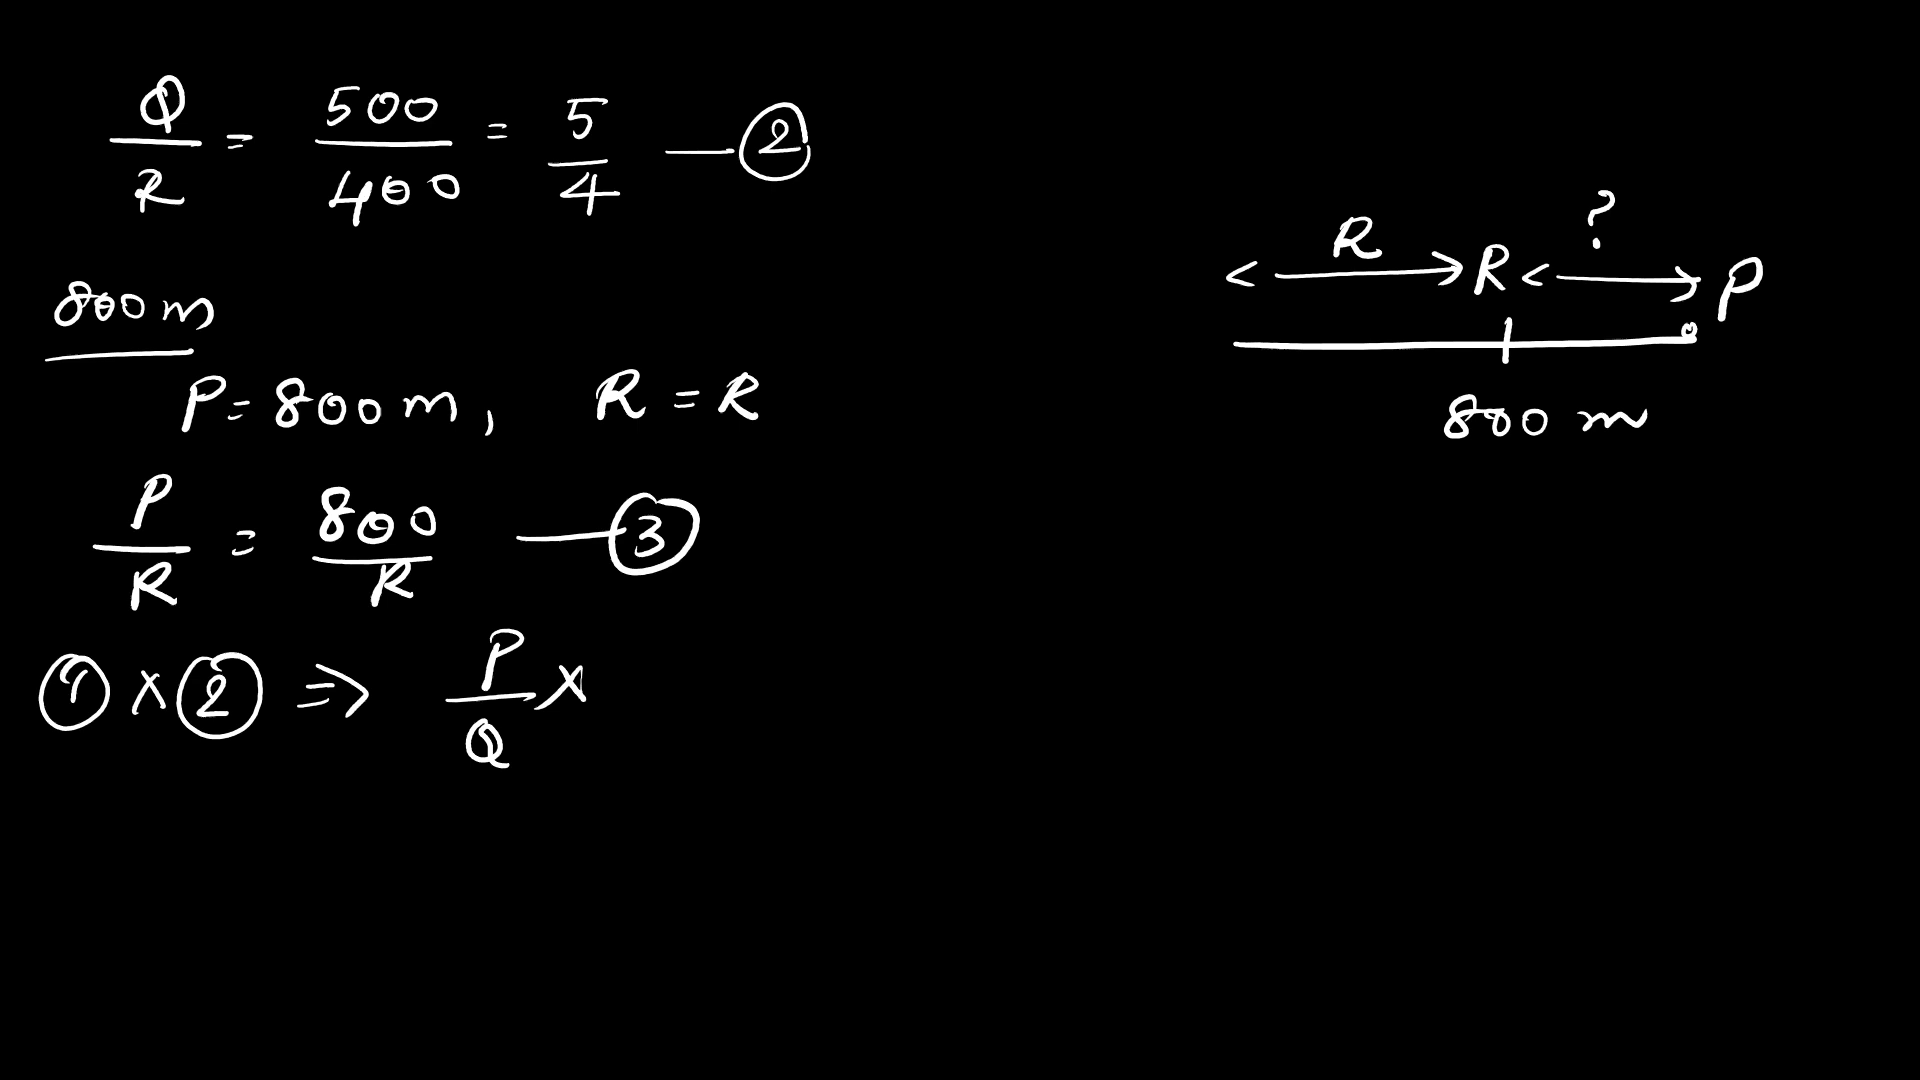 Q/R = 500/400 = 5/4 — ②
800 m
P = 800 m, R = R
P/R = 800/R — ③
① × ② ⇒ P/Q ×
R ?
< → R < → P
800 m